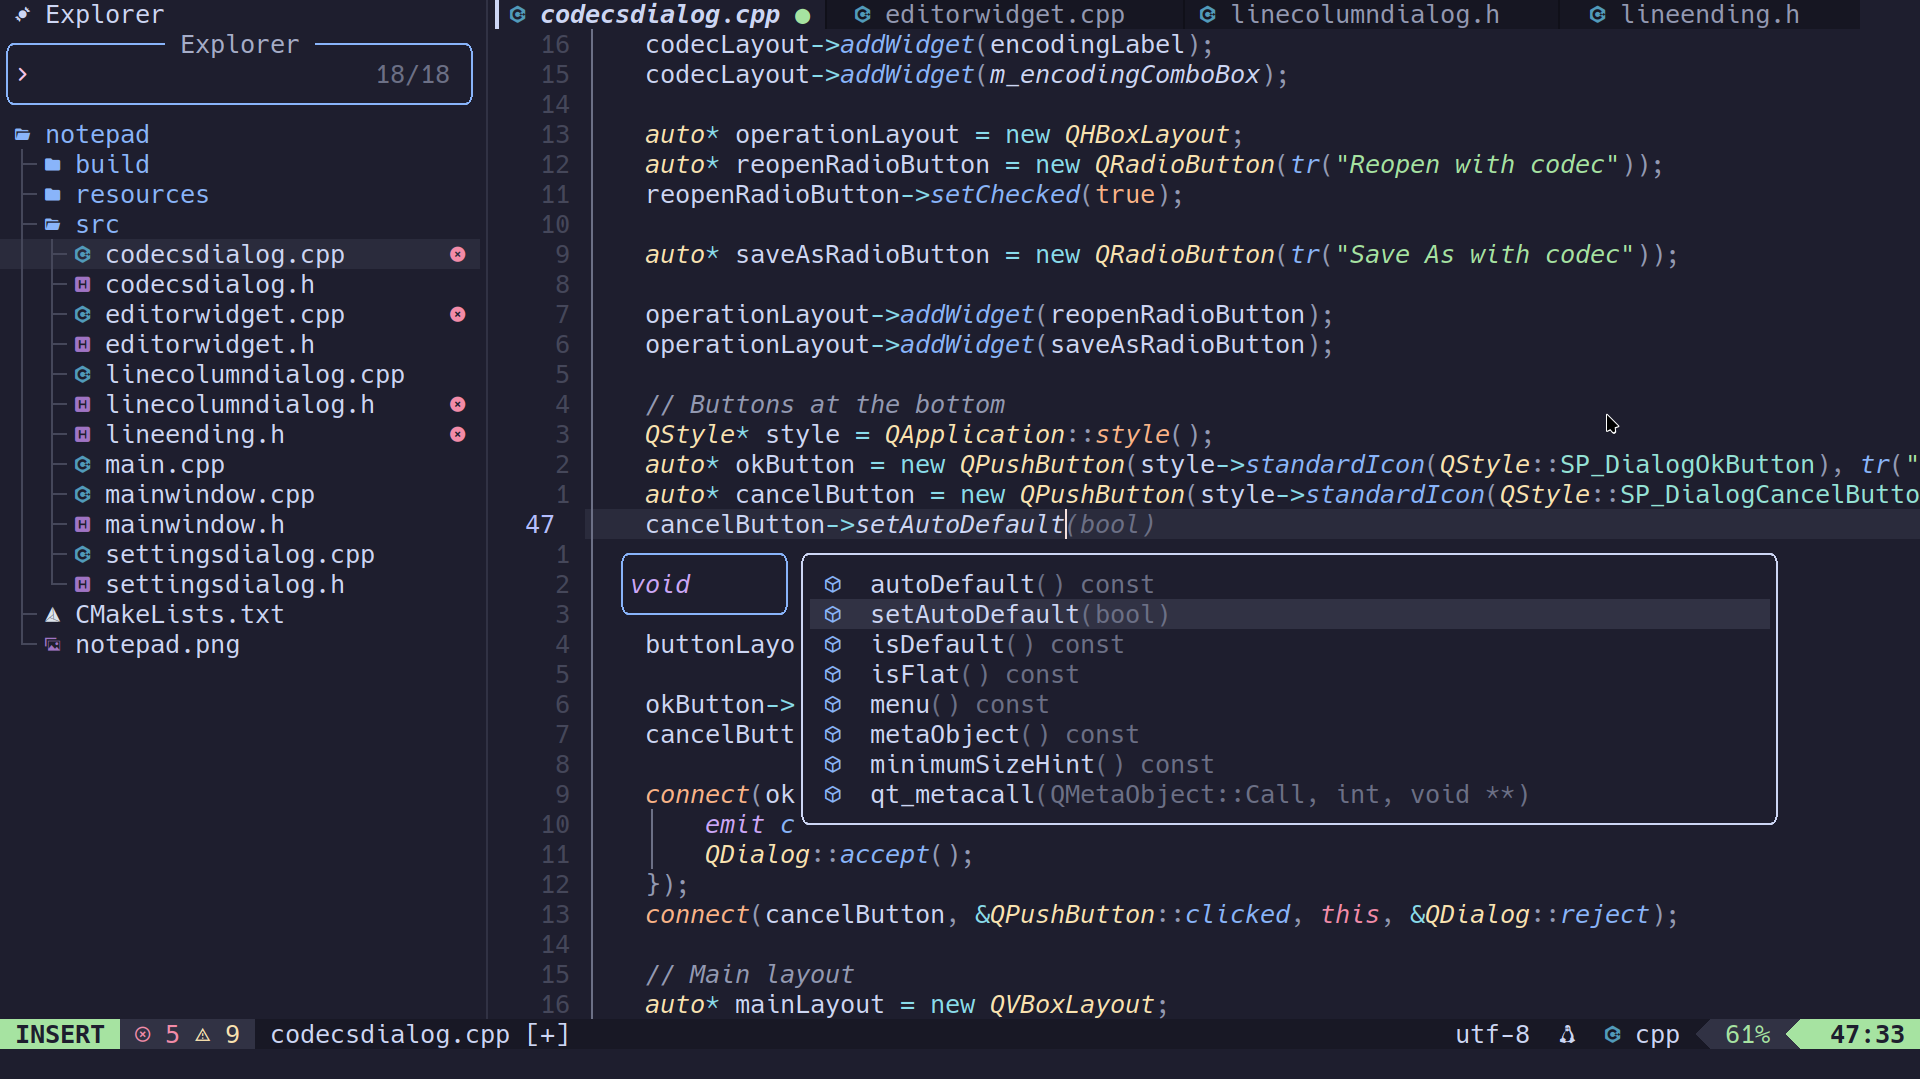 Explorer
Explorer
> 18/18
notepad
build
resources
src
codecsdialog.cpp
codecsdialog.h
editorwidget.cpp
editorwidget.h
linecolumndialog.cpp
linecolumndialog.h
lineending.h
main.cpp
mainwindow.cpp
mainwindow.h
settingsdialog.cpp
settingsdialog.h
CMakeLists.txt
notepad.png
codecsdialog.cpp ● editorwidget.cpp linecolumndialog.h lineending.h
16 codecLayout->addWidget(encodingLabel);
15 codecLayout->addWidget(m_encodingComboBox);
14
13 auto* operationLayout = new QHBoxLayout;
12 auto* reopenRadioButton = new QRadioButton(tr("Reopen with codec"));
11 reopenRadioButton->setChecked(true);
10
9 auto* saveAsRadioButton = new QRadioButton(tr("Save As with codec"));
8
7 operationLayout->addWidget(reopenRadioButton);
6 operationLayout->addWidget(saveAsRadioButton);
5
4 // Buttons at the bottom
3 QStyle* style = QApplication::style();
2 auto* okButton = new QPushButton(style->standardIcon(QStyle::SP_DialogOkButton), tr("
1 auto* cancelButton = new QPushButton(style->standardIcon(QStyle::SP_DialogCancelButto
47 cancelButton->setAutoDefault(bool)
1
2 void autoDefault() const
3 setAutoDefault(bool)
4 buttonLayo isDefault() const
5 isFlat() const
6 okButton-> menu() const
7 cancelButt metaObject() const
8 minimumSizeHint() const
9 connect(ok qt_metacall(QMetaObject::Call, int, void **)
10 emit c
11 QDialog::accept();
12 });
13 connect(cancelButton, &QPushButton::clicked, this, &QDialog::reject);
14
15 // Main layout
16 auto* mainLayout = new QVBoxLayout;
INSERT 5 9 codecsdialog.cpp [+] utf-8 cpp 61% 47:33